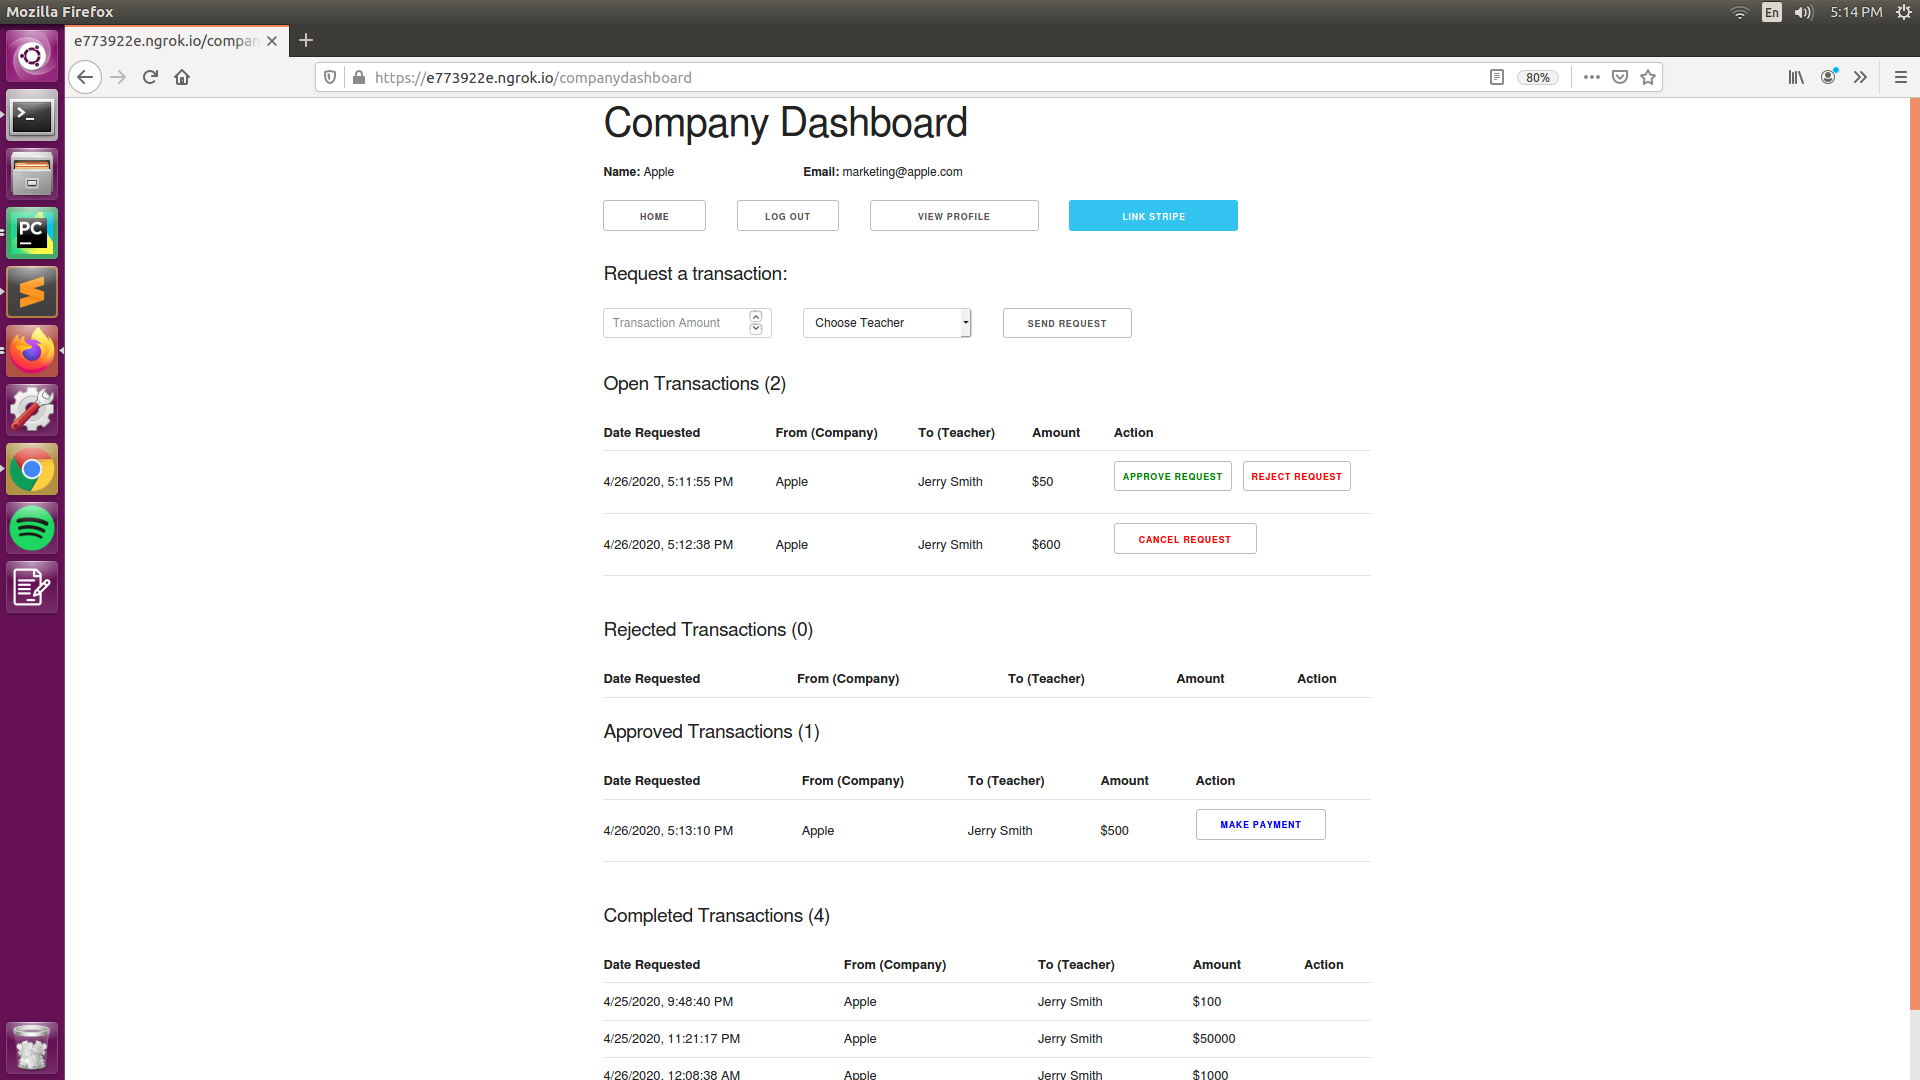 Mozilla Firefox
En
5:14 PM
e773922e.ngrok.io/compan
https://e773922e.ngrok.io/companydashboard
80%
Company Dashboard
Name: Apple Email: marketing@apple.com
HOME LOG OUT VIEW PROFILE LINK STRIPE
Request a transaction:
Transaction Amount Choose Teacher SEND REQUEST
Open Transactions (2)
Date Requested From (Company) To (Teacher) Amount Action
4/26/2020, 5:11:55 PM Apple Jerry Smith $50 APPROVE REQUEST REJECT REQUEST
4/26/2020, 5:12:38 PM Apple Jerry Smith $600 CANCEL REQUEST
Rejected Transactions (0)
Date Requested From (Company) To (Teacher) Amount Action
Approved Transactions (1)
Date Requested From (Company) To (Teacher) Amount Action
4/26/2020, 5:13:10 PM Apple Jerry Smith $500 MAKE PAYMENT
Completed Transactions (4)
Date Requested From (Company) To (Teacher) Amount Action
4/25/2020, 9:48:40 PM Apple Jerry Smith $100
4/25/2020, 11:21:17 PM Apple Jerry Smith $50000
4/26/2020, 12:08:38 AM Apple Jerry Smith $1000
PC